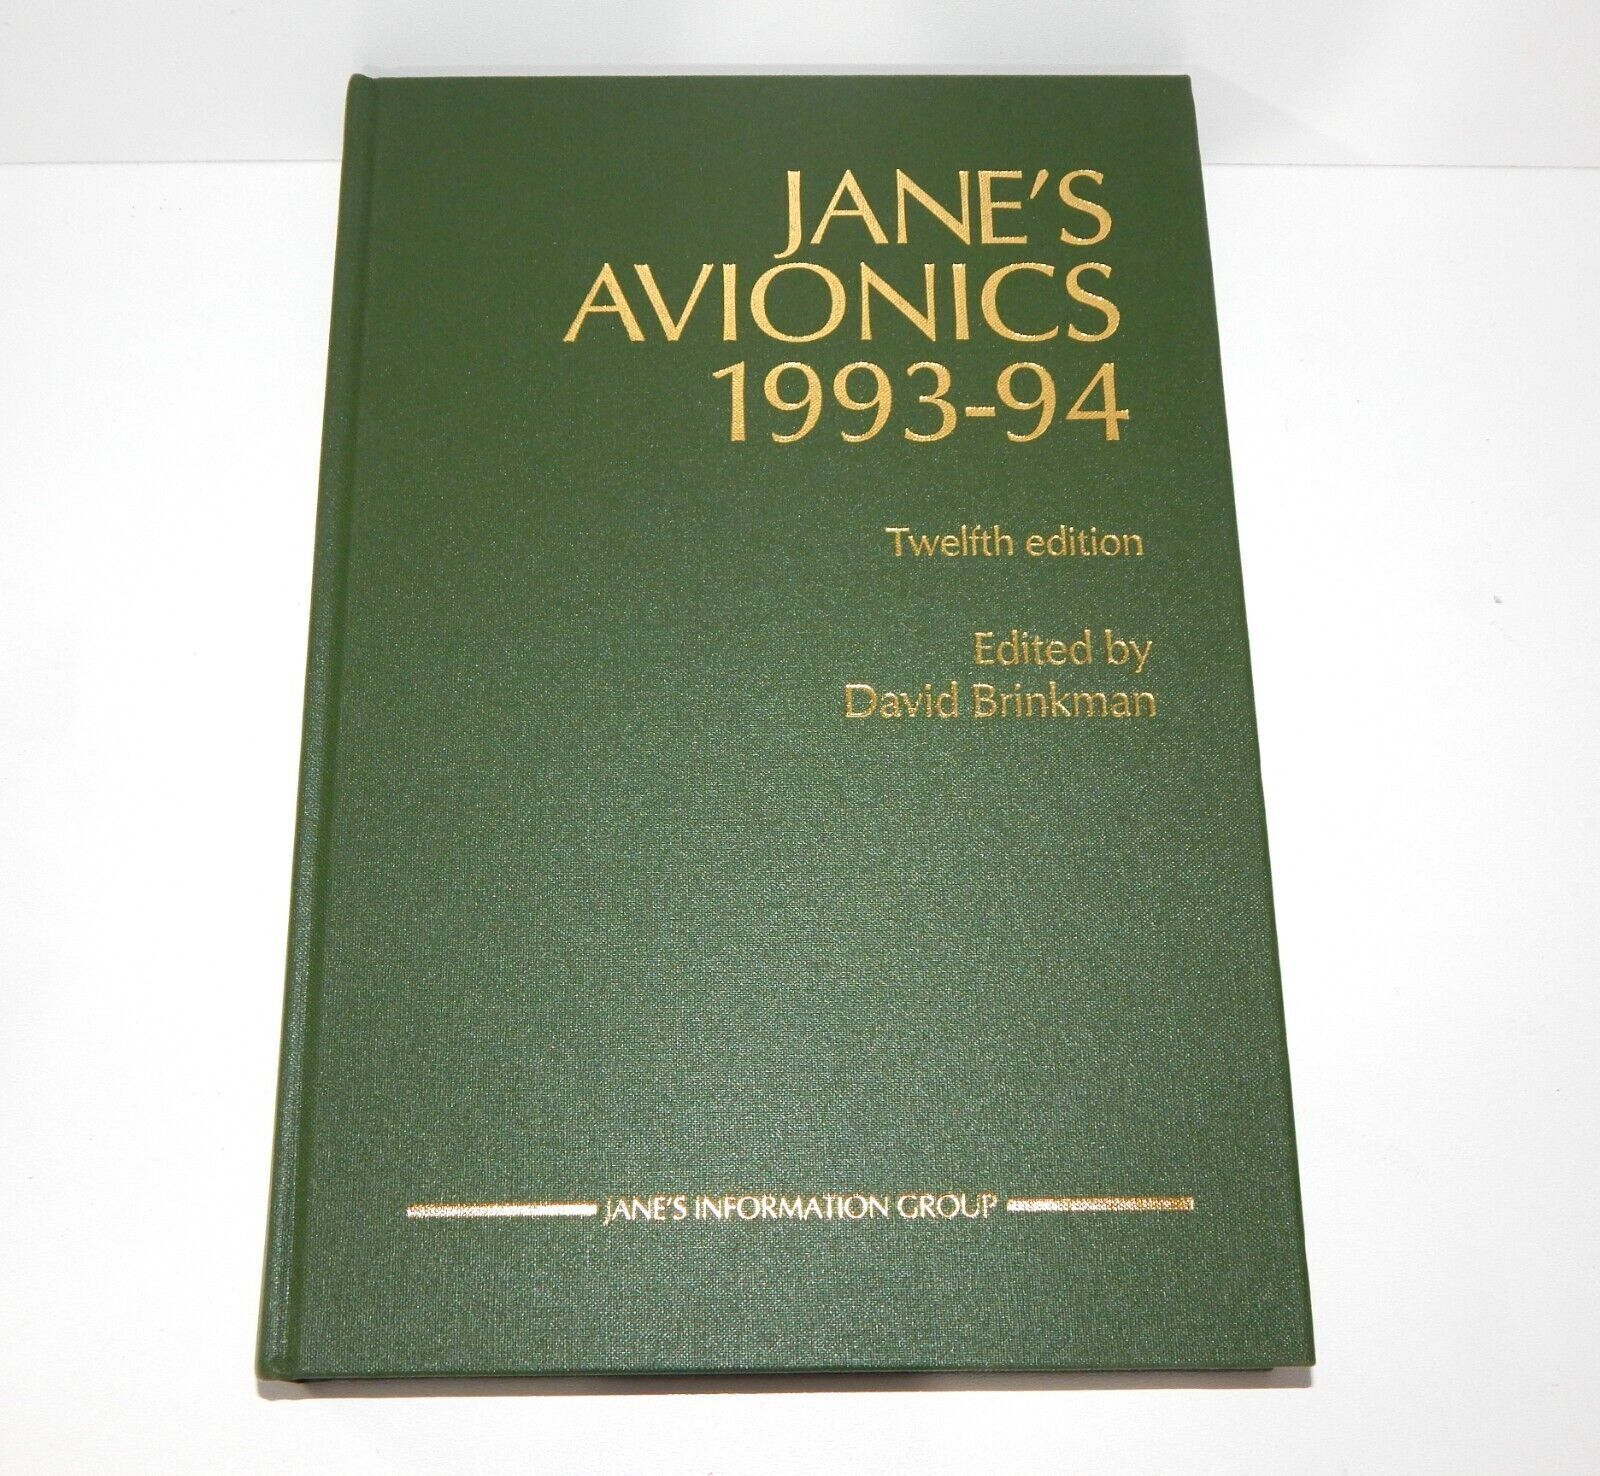 JANE'S
AVIONICS
1993-94
Twelfth edition
Edited by
David Brinkman
JANE'S INFORMATION GROUP